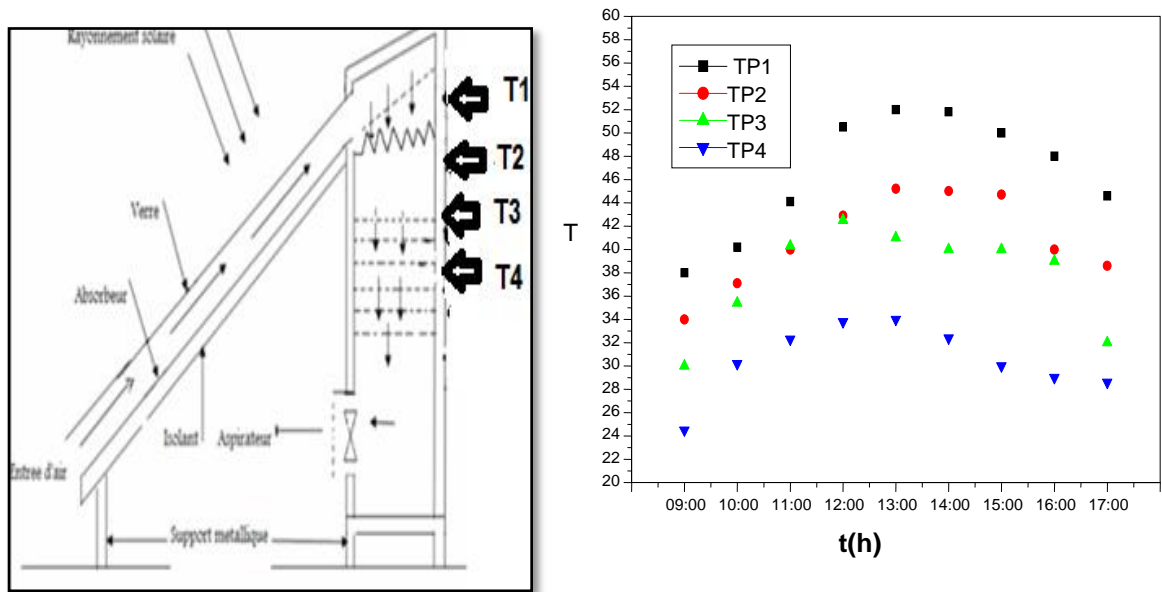 Rayonnement solaire
T1
T2
Verre
T3
T4
Absorbeur
Isolant Aspirateur
Entree d'air
Support metallique
60
58
56
54
52
50
48
46
44
42
40
38
36
34
32
30
28
26
24
22
20
T
TP1
TP2
TP3
TP4
09:00 10:00 11:00 12:00 13:00 14:00 15:00 16:00 17:00
t(h)